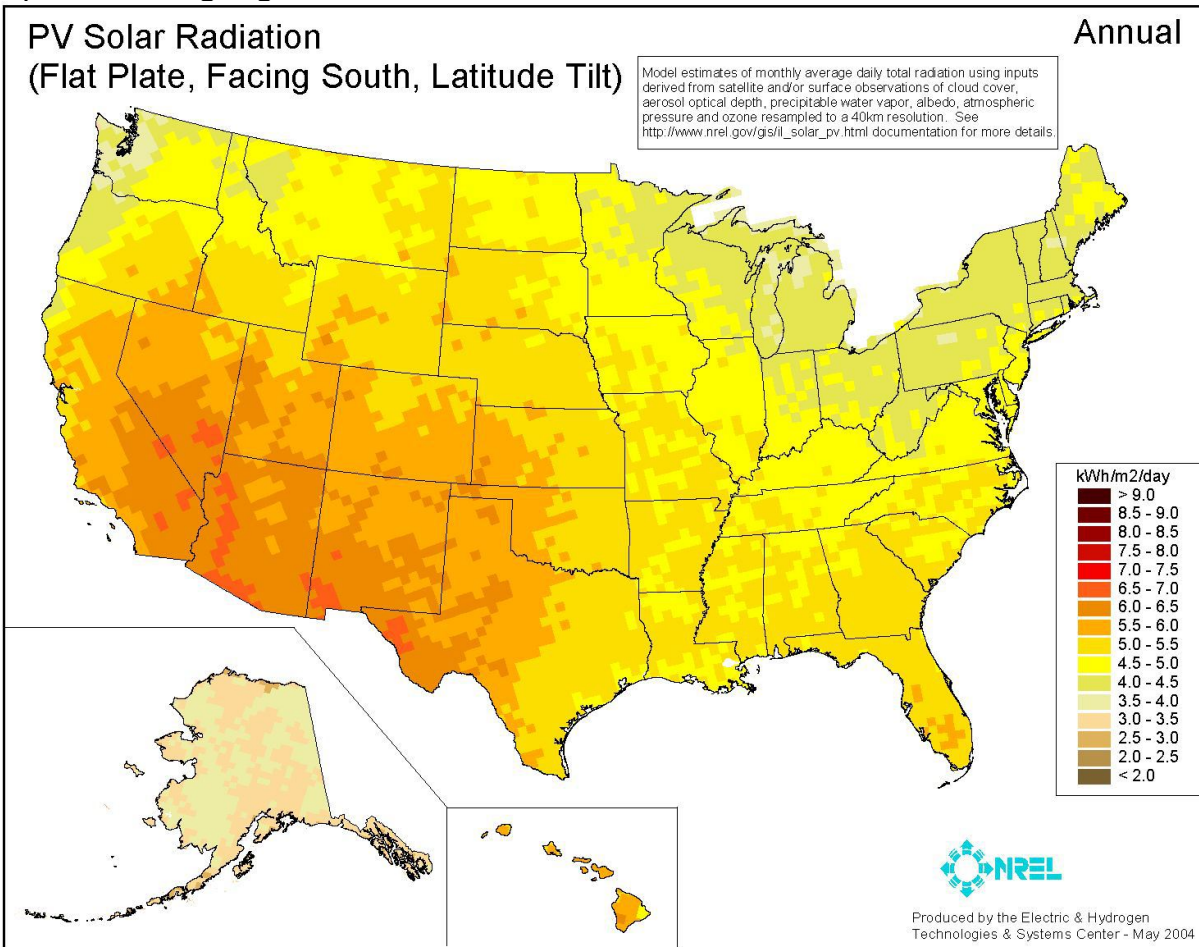 PV Solar Radiation
(Flat Plate, Facing South, Latitude Tilt)
Annual
Model estimates of monthly average daily total radiation using inputs
derived from satellite and/or surface observations of cloud cover,
aerosol optical depth, precipitable water vapor, albedo, atmospheric
pressure and ozone resampled to a 40km resolution. See
http://www.nrel.gov/gis/il_solar_pv.html documentation for more details.
kWh/m2/day
> 9.0
8.5 - 9.0
8.0 - 8.5
7.5 - 8.0
7.0 - 7.5
6.5 - 7.0
6.0 - 6.5
5.5 - 6.0
5.0 - 5.5
4.5 - 5.0
4.0 - 4.5
3.5 - 4.0
3.0 - 3.5
2.5 - 3.0
2.0 - 2.5
< 2.0
NREL
Produced by the Electric & Hydrogen
Technologies & Systems Center - May 2004